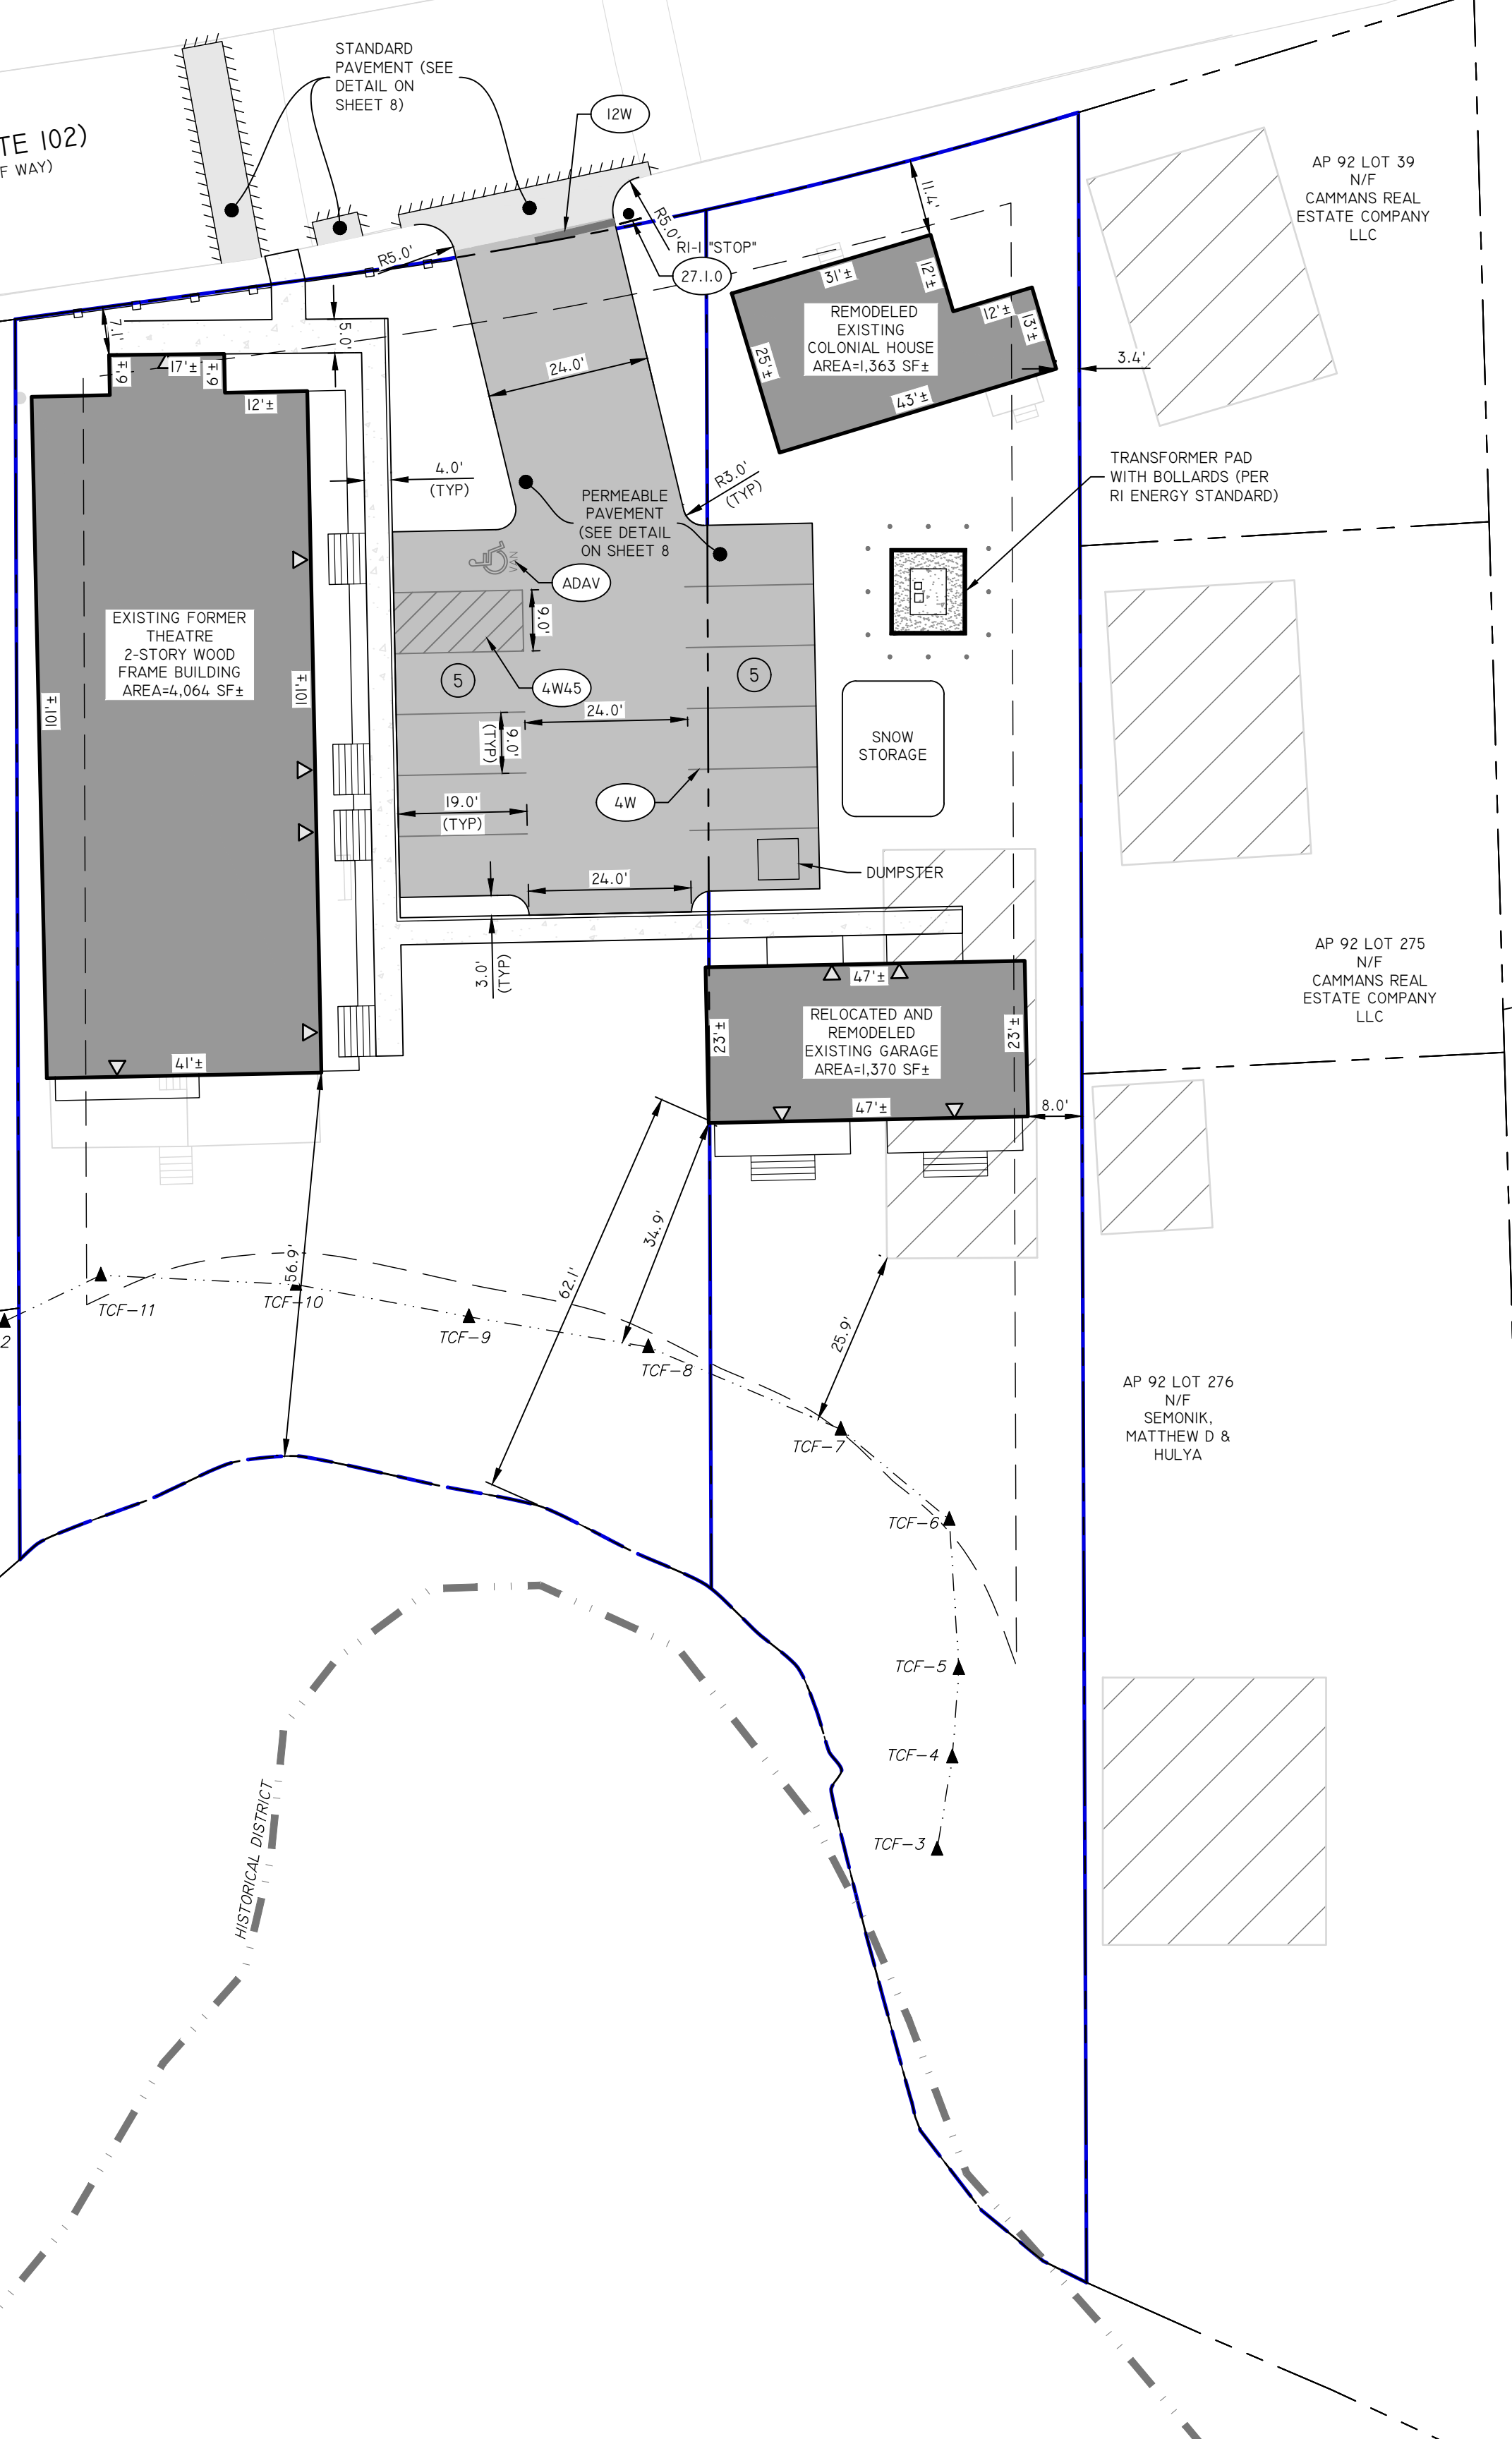 STANDARD
PAVEMENT (SEE
DETAIL ON
SHEET 8)
12W
TE 102)
F WAY)
AP 92 LOT 39
N/F
CAMMANS REAL
ESTATE COMPANY
LLC
11.4'
R5.0'
R5.0'
R1-1 "STOP"
27.1.0
31'±
12'±
12'±
13'±
25'±
43'±
REMODELED
EXISTING
COLONIAL HOUSE
AREA=1,363 SF±
3.4'
7.1'
5.0'
6'±
17'±
6'±
12'±
24.0'
4.0'
(TYP)
R3.0'
(TYP)
PERMEABLE
PAVEMENT
(SEE DETAIL
ON SHEET 8
TRANSFORMER PAD
WITH BOLLARDS (PER
RI ENERGY STANDARD)
VAN
ADAV
9.0'
EXISTING FORMER
THEATRE
2-STORY WOOD
FRAME BUILDING
AREA=4,064 SF±
101'±
101'±
5
5
4W45
24.0'
9.0'
(TYP)
4W
19.0'
(TYP)
SNOW
STORAGE
24.0'
DUMPSTER
3.0'
(TYP)
AP 92 LOT 275
N/F
CAMMANS REAL
ESTATE COMPANY
LLC
47'±
RELOCATED AND
REMODELED
EXISTING GARAGE
AREA=1,370 SF±
23'±
23'±
47'±
8.0'
41'±
56.9'
62.1'
34.9'
25.9'
2
TCF-11
TCF-10
TCF-9
TCF-8
TCF-7
TCF-6
TCF-5
TCF-4
TCF-3
AP 92 LOT 276
N/F
SEMONIK,
MATTHEW D &
HULYA
HISTORICAL DISTRICT